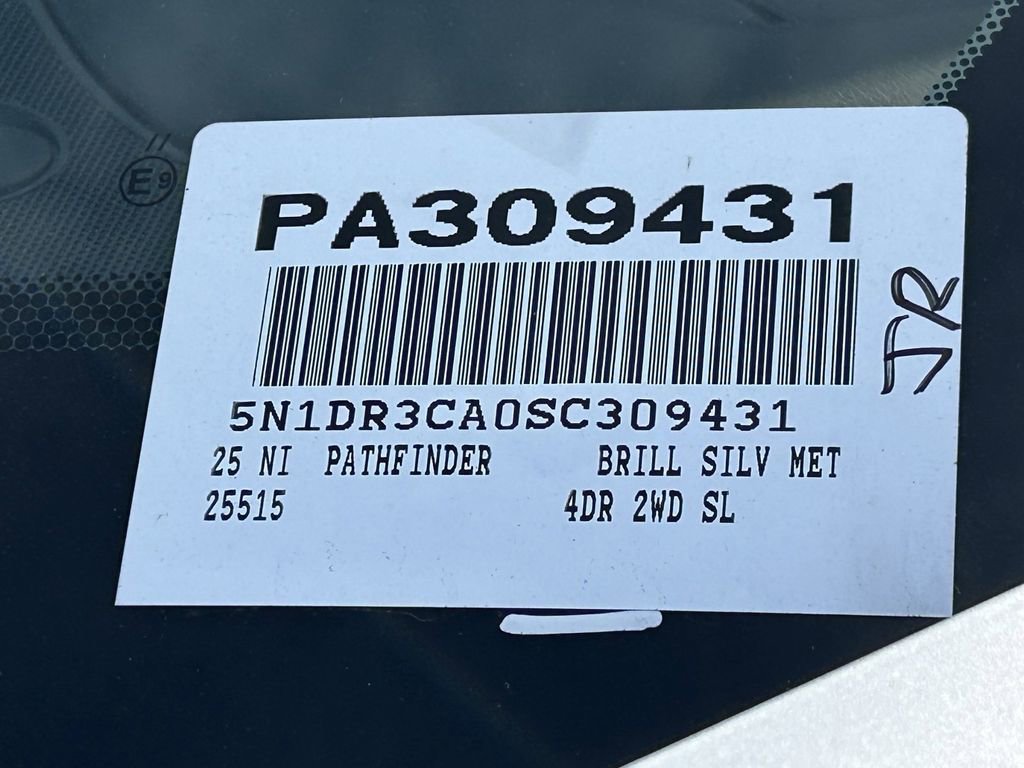 E9
PA309431
JR
5N1DR3CA0SC309431
25 NI PATHFINDER BRILL SILV MET
25515 4DR 2WD SL